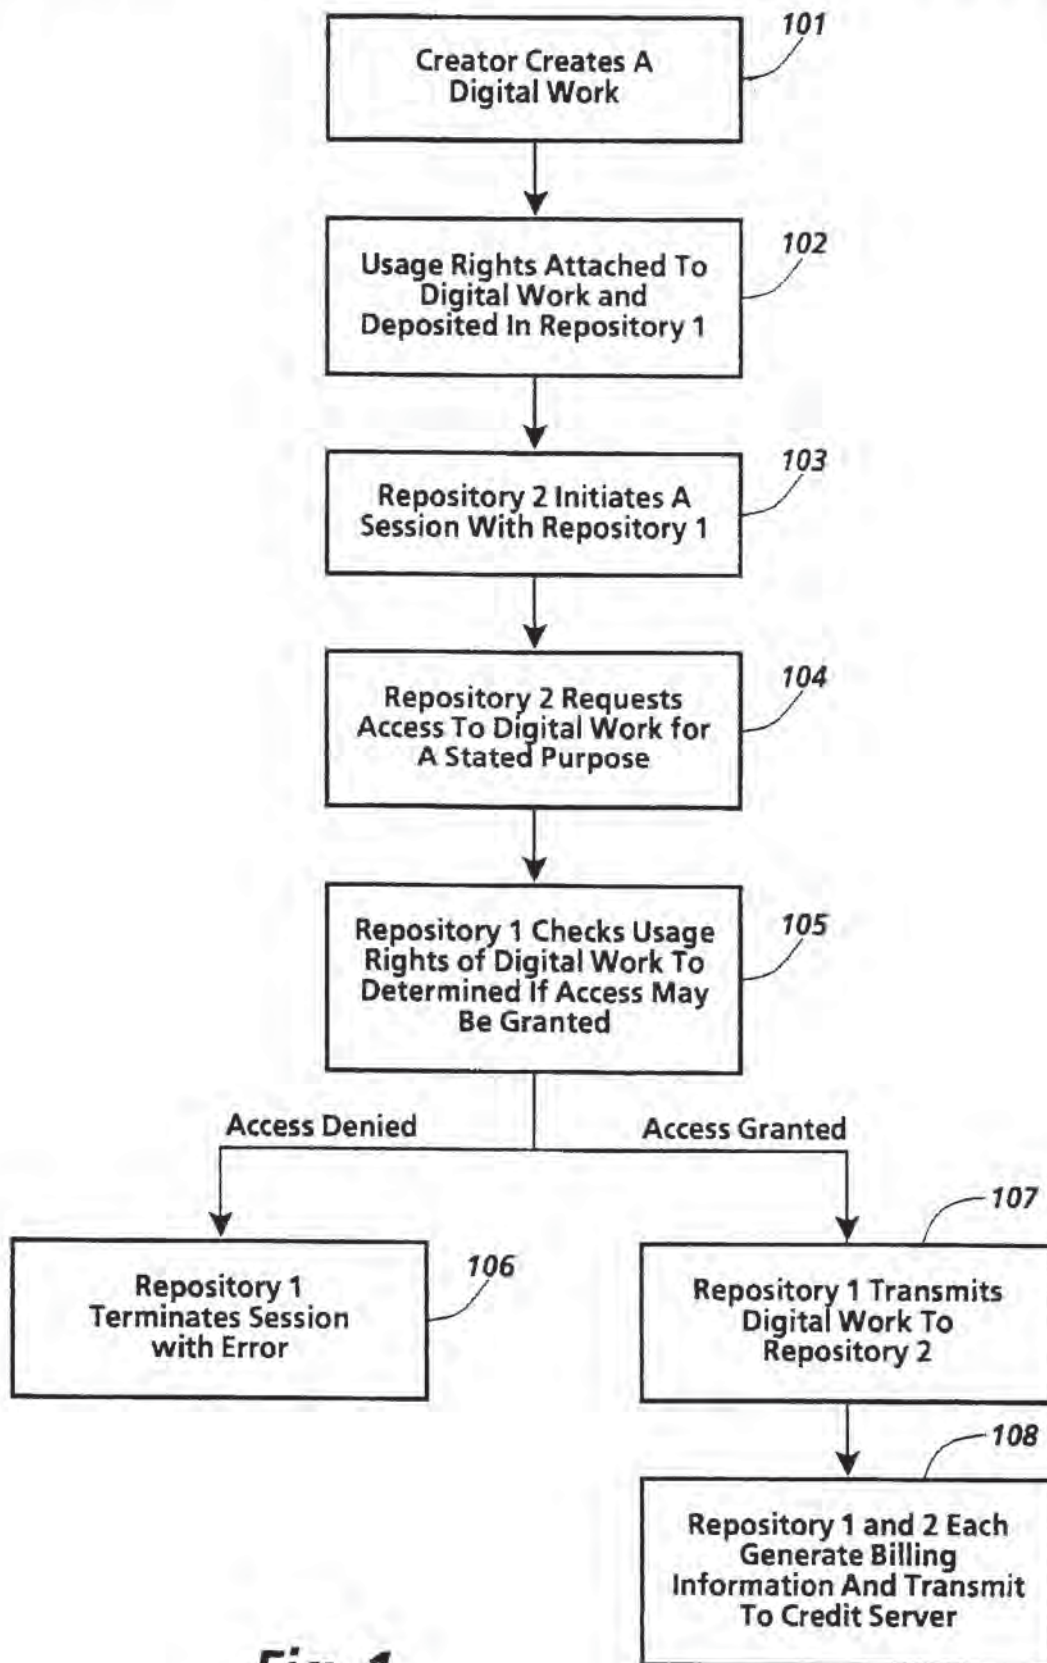 101
Creator Creates A
Digital Work
102
Usage Rights Attached To
Digital Work and
Deposited In Repository 1
103
Repository 2 Initiates A
Session With Repository 1
104
Repository 2 Requests
Access To Digital Work for
A Stated Purpose
105
Repository 1 Checks Usage
Rights of Digital Work To
Determined If Access May
Be Granted
Access Denied
Access Granted
106
Repository 1
Terminates Session
with Error
107
Repository 1 Transmits
Digital Work To
Repository 2
108
Repository 1 and 2 Each
Generate Billing
Information And Transmit
To Credit Server
Fig. 1